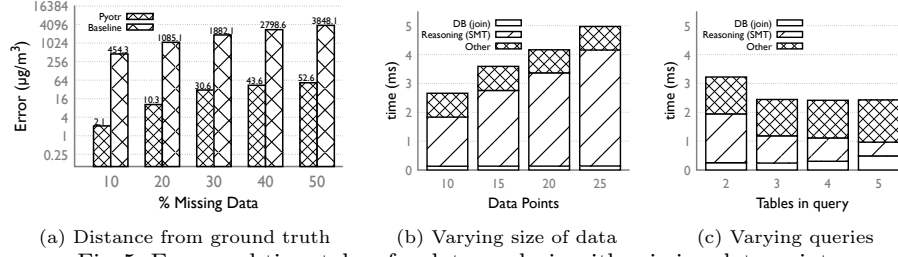 16384
4096
1024
256
64
16
4
1
0.25
Error (µg/m³)
Pyotr
Baseline
2.1
454.3
10.3
1085.1
30.6
1882.1
43.6
2798.6
52.6
3848.1
10 20 30 40 50
% Missing Data
(a) Distance from ground truth
5
4
3
2
1
0
time (ms)
DB (join)
Reasoning (SMT)
Other
10 15 20 25
Data Points
(b) Varying size of data
5
4
3
2
1
0
time (ms)
DB (join)
Reasoning (SMT)
Other
2 3 4 5
Tables in query
(c) Varying queries